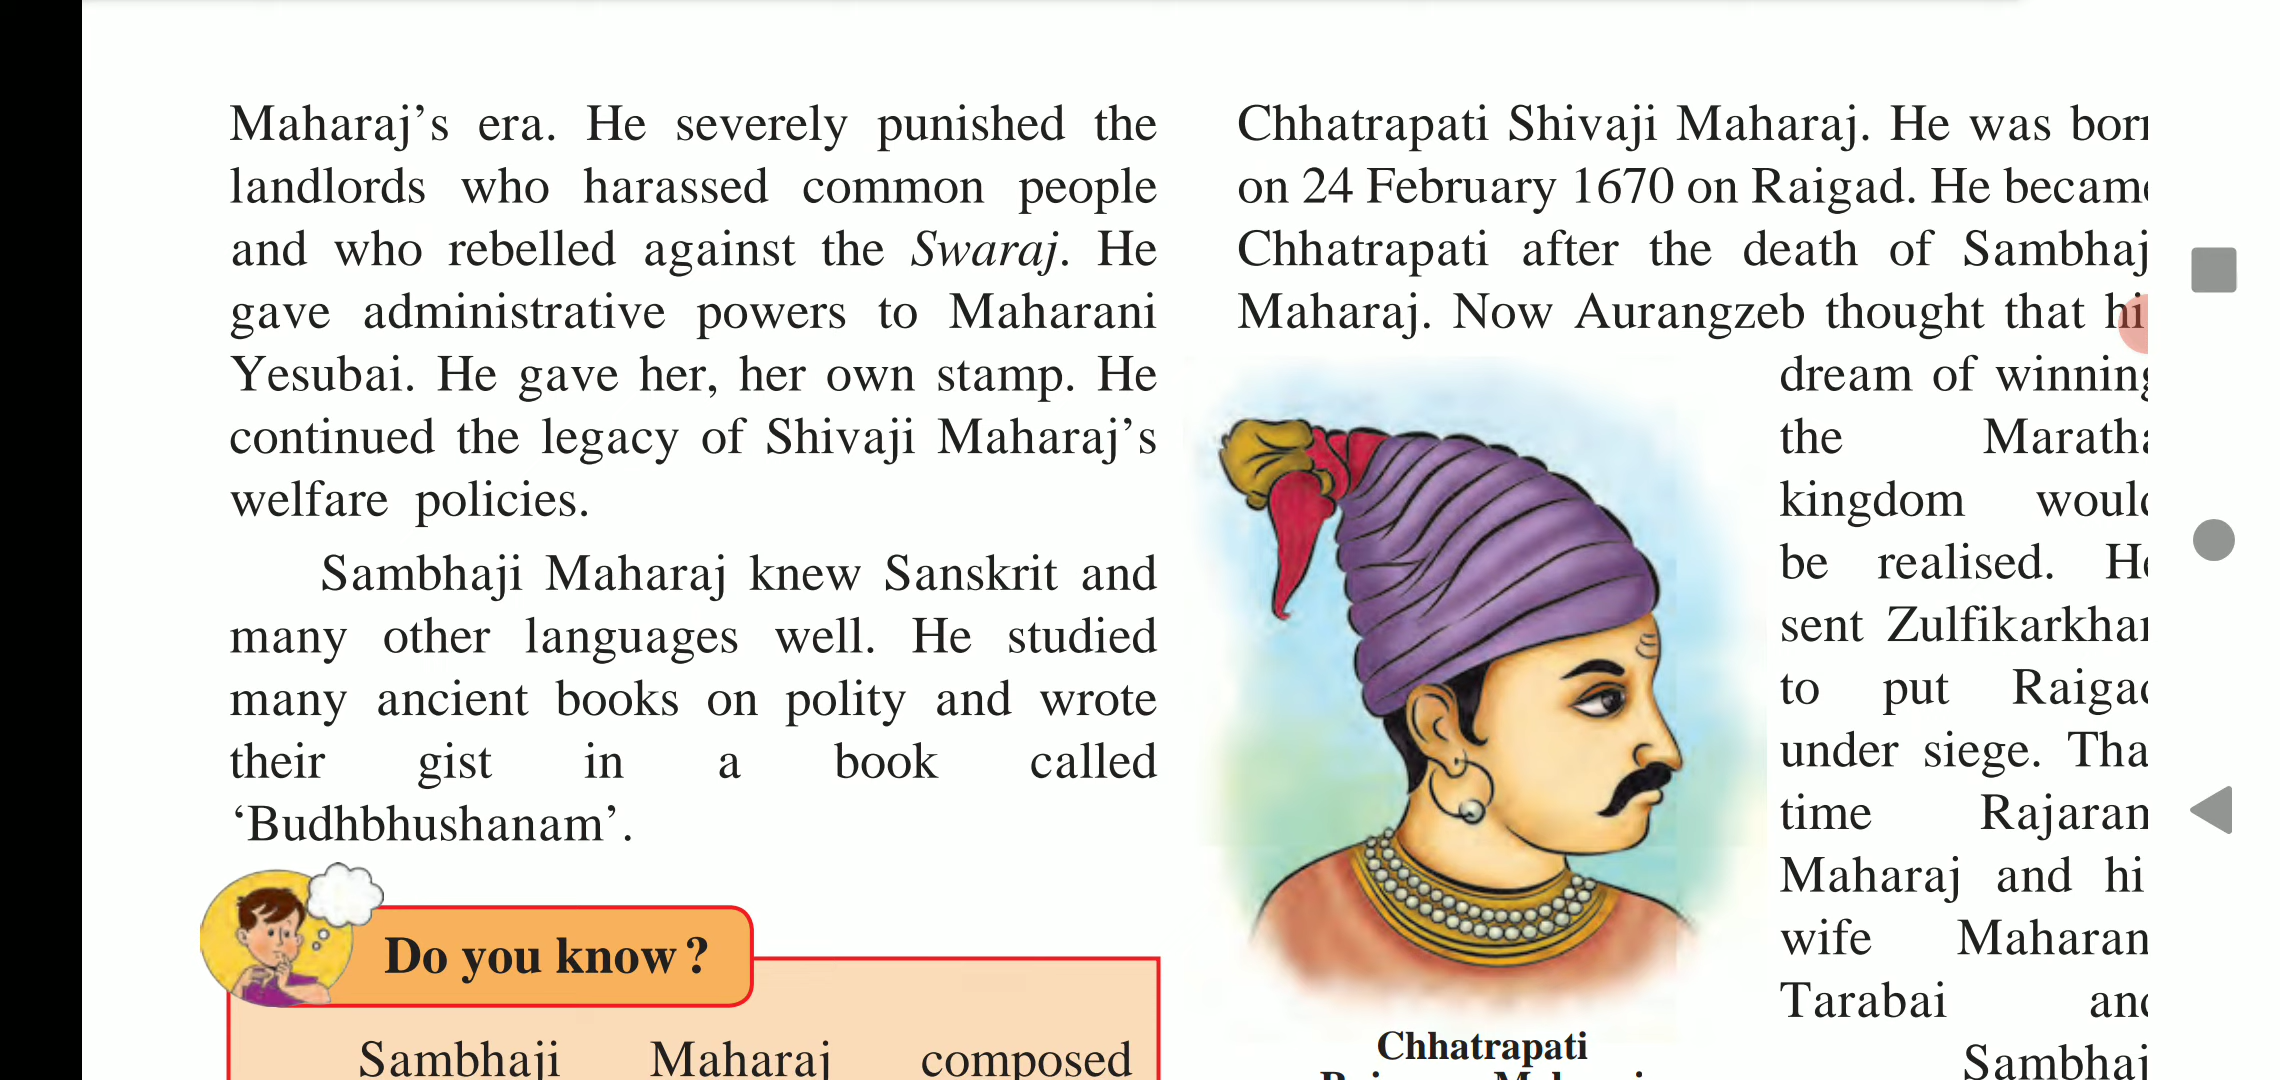 Maharaj’s era. He severely punished the
landlords who harassed common people
and who rebelled against the Swaraj. He
gave administrative powers to Maharani
Yesubai. He gave her, her own stamp. He
continued the legacy of Shivaji Maharaj’s
welfare policies.
Sambhaji Maharaj knew Sanskrit and
many other languages well. He studied
many ancient books on polity and wrote
their gist in a book called
‘Budhbhushanam’.
Do you know ?
Sambhaji Maharaj composed
Chhatrapati Shivaji Maharaj. He was born
on 24 February 1670 on Raigad. He became
Chhatrapati after the death of Sambhaj
Maharaj. Now Aurangzeb thought that hi
dream of winning
the Maratha
kingdom would
be realised. He
sent Zulfikarkhan
to put Raigad
under siege. Tha
time Rajaram
Maharaj and hi
wife Maharan
Tarabai and
Sambhaj
Chhatrapati